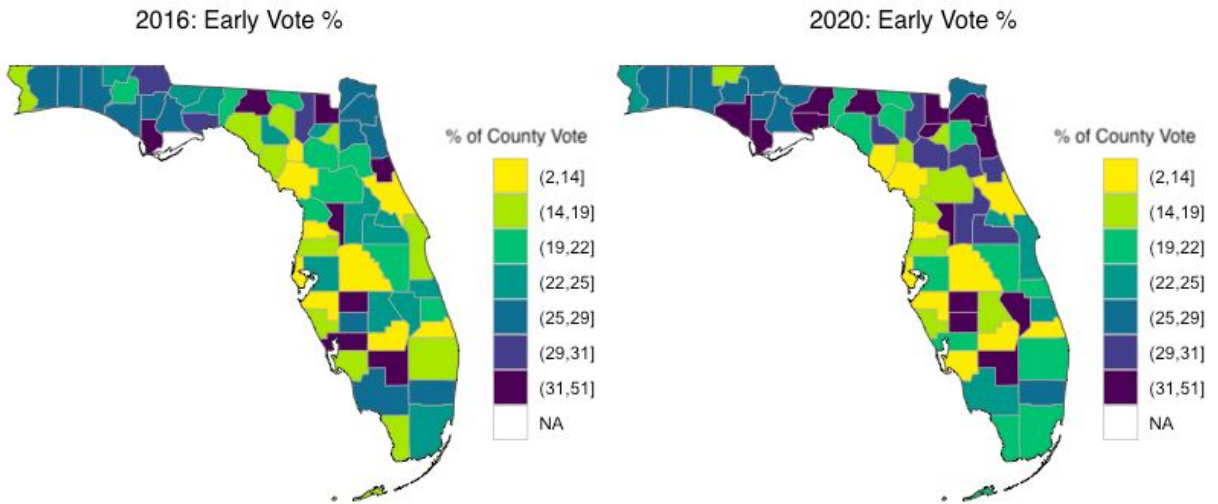 2016: Early Vote %
% of County Vote
(2,14]
(14,19]
(19,22]
(22,25]
(25,29]
(29,31]
(31,51]
NA
2020: Early Vote %
% of County Vote
(2,14]
(14,19]
(19,22]
(22,25]
(25,29]
(29,31]
(31,51]
NA